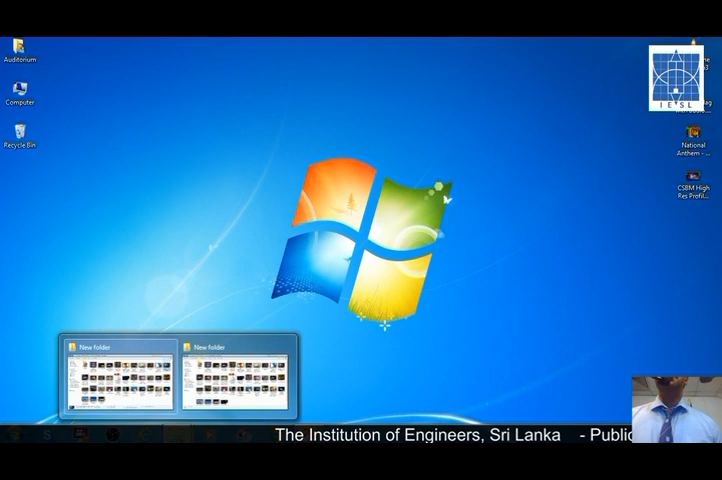 Auditorium
Computer
Recycle Bin
I E S L
National
Anthem - ...
CSBM High
Res Profil...
New folder
New folder
The Institution of Engineers, Sri Lanka - Public